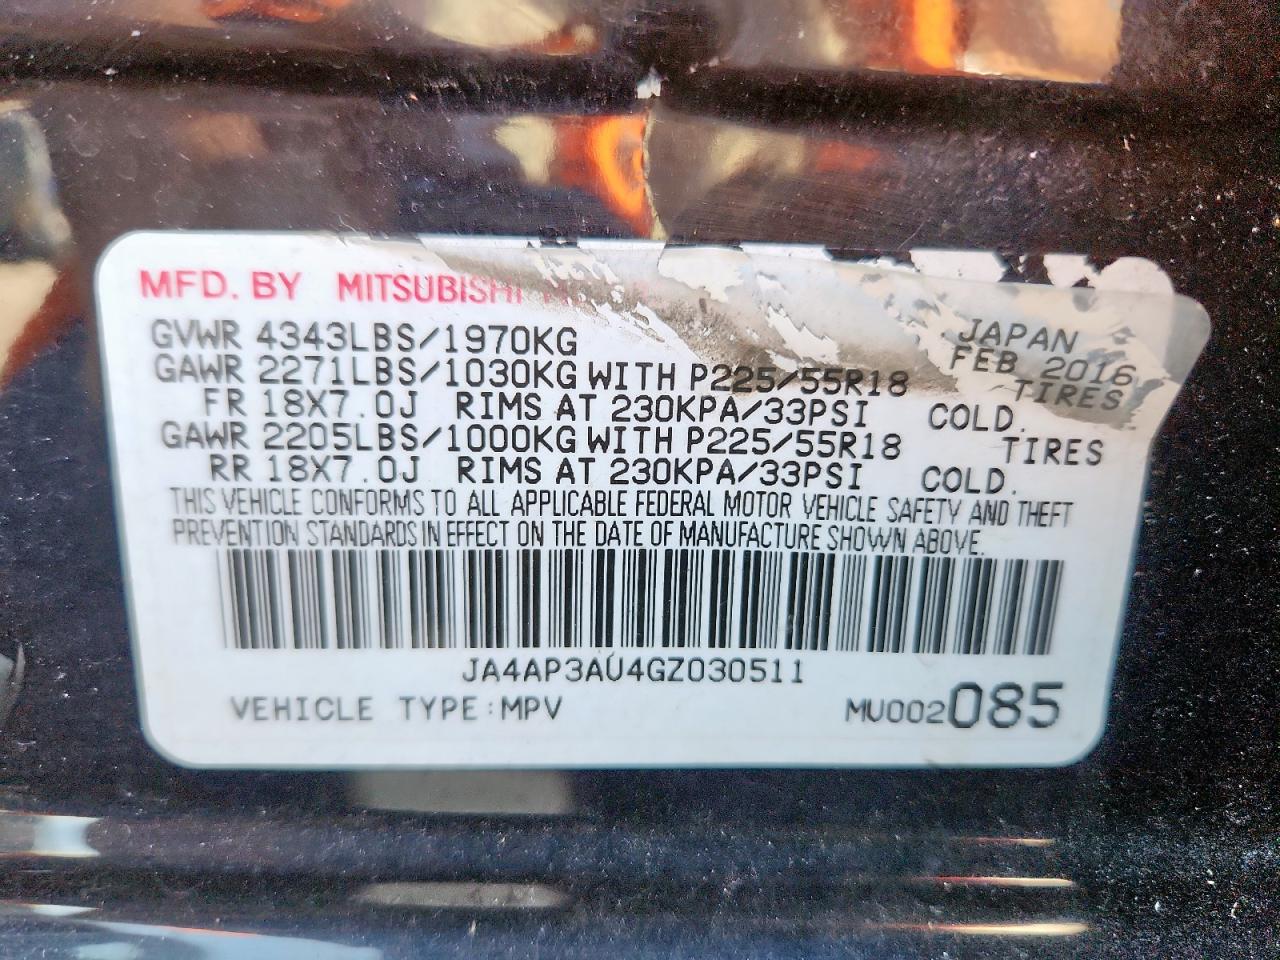 MFD. BY MITSUBISHI
GVWR 4343LBS/1970KG JAPAN
FEB 2016
GAWR 2271LBS/1030KG WITH P225/55R18 TIRES
FR 18X7.0J RIMS AT 230KPA/33PSI COLD.
GAWR 2205LBS/1000KG WITH P225/55R18 TIRES
RR 18X7.0J RIMS AT 230KPA/33PSI COLD.
THIS VEHICLE CONFORMS TO ALL APPLICABLE FEDERAL MOTOR VEHICLE SAFETY AND THEFT
PREVENTION STANDARDS IN EFFECT ON THE DATE OF MANUFACTURE SHOWN ABOVE.
JA4AP3AU4GZ030511
VEHICLE TYPE:MPV MU002085